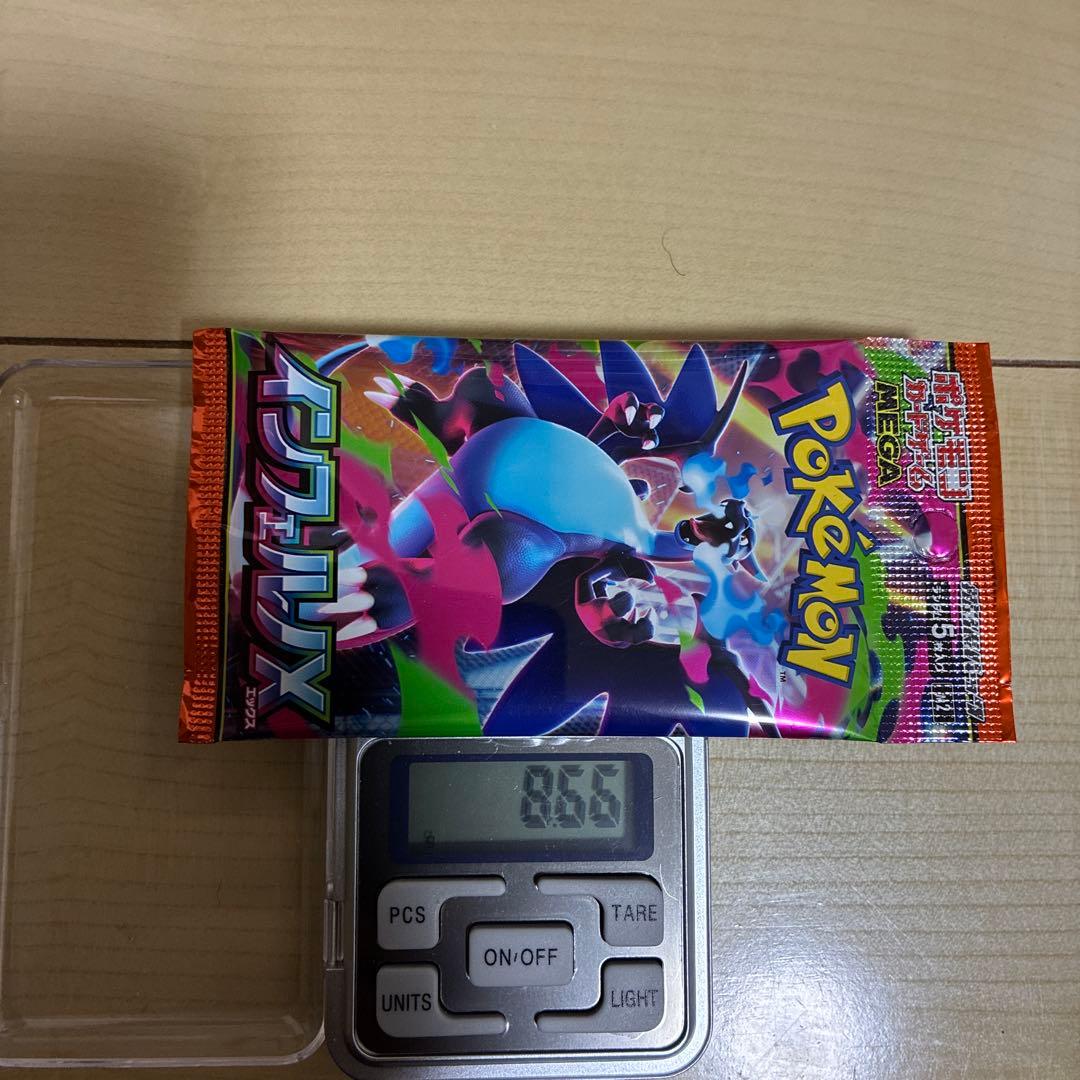 ポケモン
カードゲーム
MEGA
Pokémon
TM
インフェルノX
エックス
8.66
PCS
TARE
ON/OFF
UNITS
LIGHT